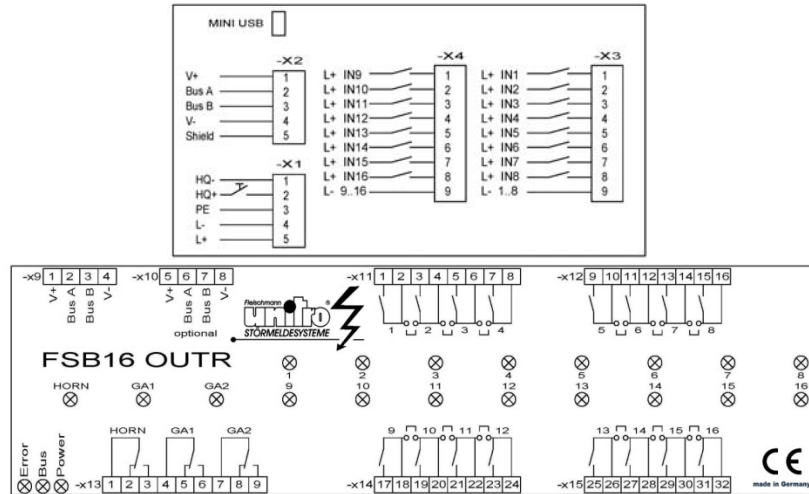 MINI USB
-X2
V+ 1
Bus A 2
Bus B 3
V- 4
Shield 5
-X1
HQ- 1
HQ+ 2
PE 3
L- 4
L+ 5
-X4
L+ IN9 1
L+ IN10 2
L+ IN11 3
L+ IN12 4
L+ IN13 5
L+ IN14 6
L+ IN15 7
L+ IN16 8
L- 9..16 9
-X3
L+ IN1 1
L+ IN2 2
L+ IN3 3
L+ IN4 4
L+ IN5 5
L+ IN6 6
L+ IN7 7
L+ IN8 8
L- 1..8 9
-x9 1 2 3 4
V+ Bus A Bus B V-
-x10 5 6 7 8
V+ Bus A Bus B V-
optional
Fleischmann
®
STÖRMELDESYSTEME
-x11 1 2 3 4 5 6 7 8
1 2 3 4
-x12 9 10 11 12 13 14 15 16
5 6 7 8
FSB16 OUTR
1 2 3 4 5 6 7 8
HORN GA1 GA2 9 10 11 12 13 14 15 16
Error
Bus
Power
HORN GA1 GA2
-x13 1 2 3 4 5 6 7 8 9
9 10 11 12
-x14 17 18 19 20 21 22 23 24
13 14 15 16
-x15 25 26 27 28 29 30 31 32
CE
made in Germany